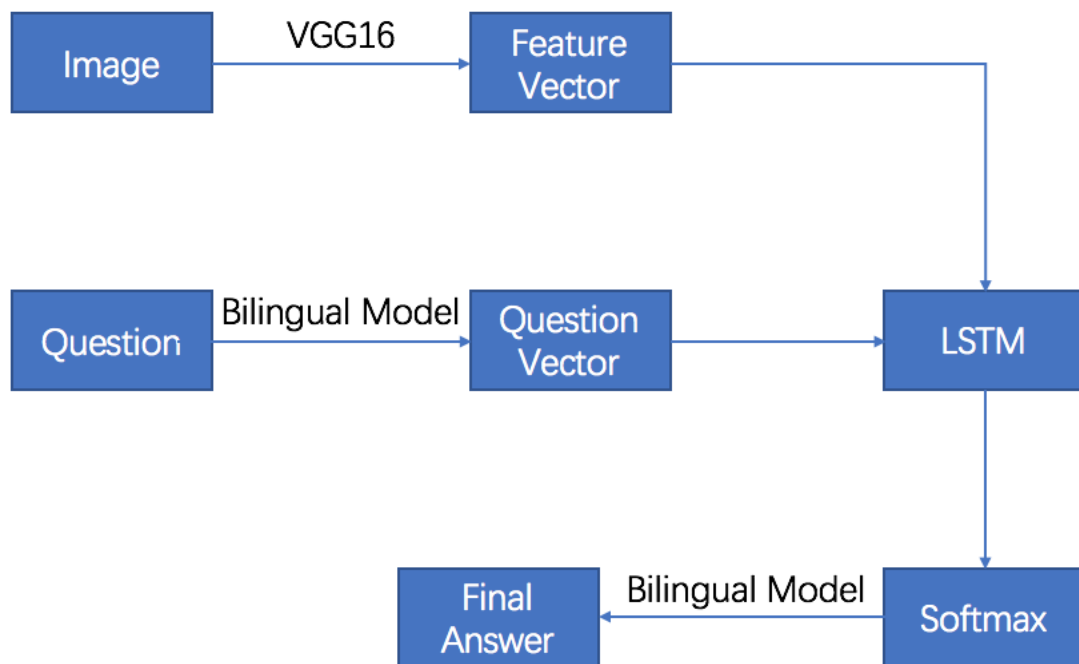 Image
VGG16
Feature
Vector
Question
Bilingual Model
Question
Vector
LSTM
Final
Answer
Bilingual Model
Softmax